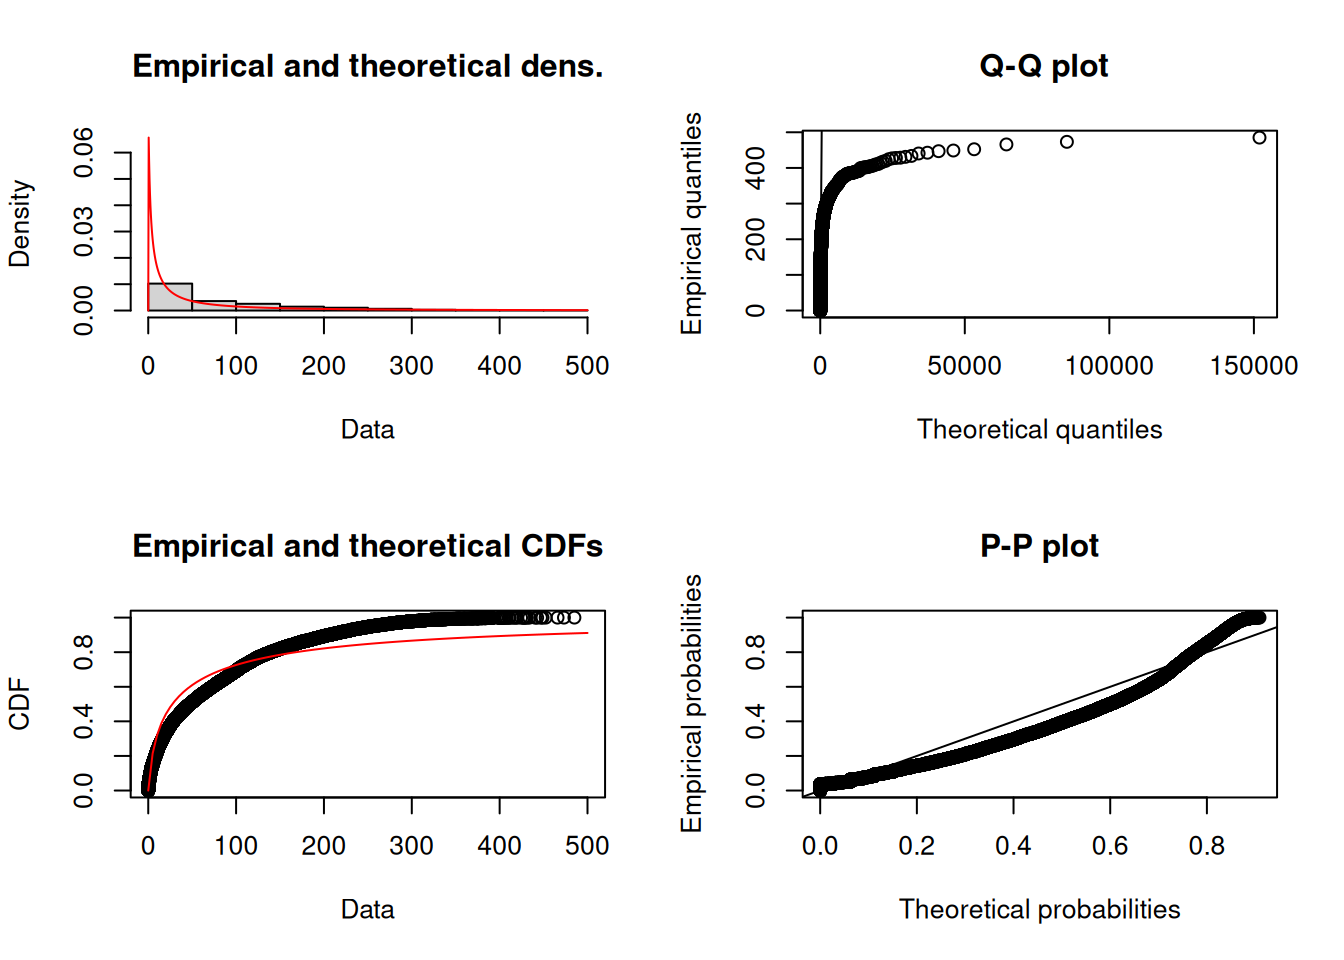 Empirical and theoretical dens.
Density
0.00 0.03 0.06
0 100 200 300 400 500
Data
Q-Q plot
Empirical quantiles
0 200 400
0 50000 100000 150000
Theoretical quantiles
Empirical and theoretical CDFs
CDF
0.0 0.4 0.8
0 100 200 300 400 500
Data
P-P plot
Empirical probabilities
0.0 0.4 0.8
0.0 0.2 0.4 0.6 0.8
Theoretical probabilities